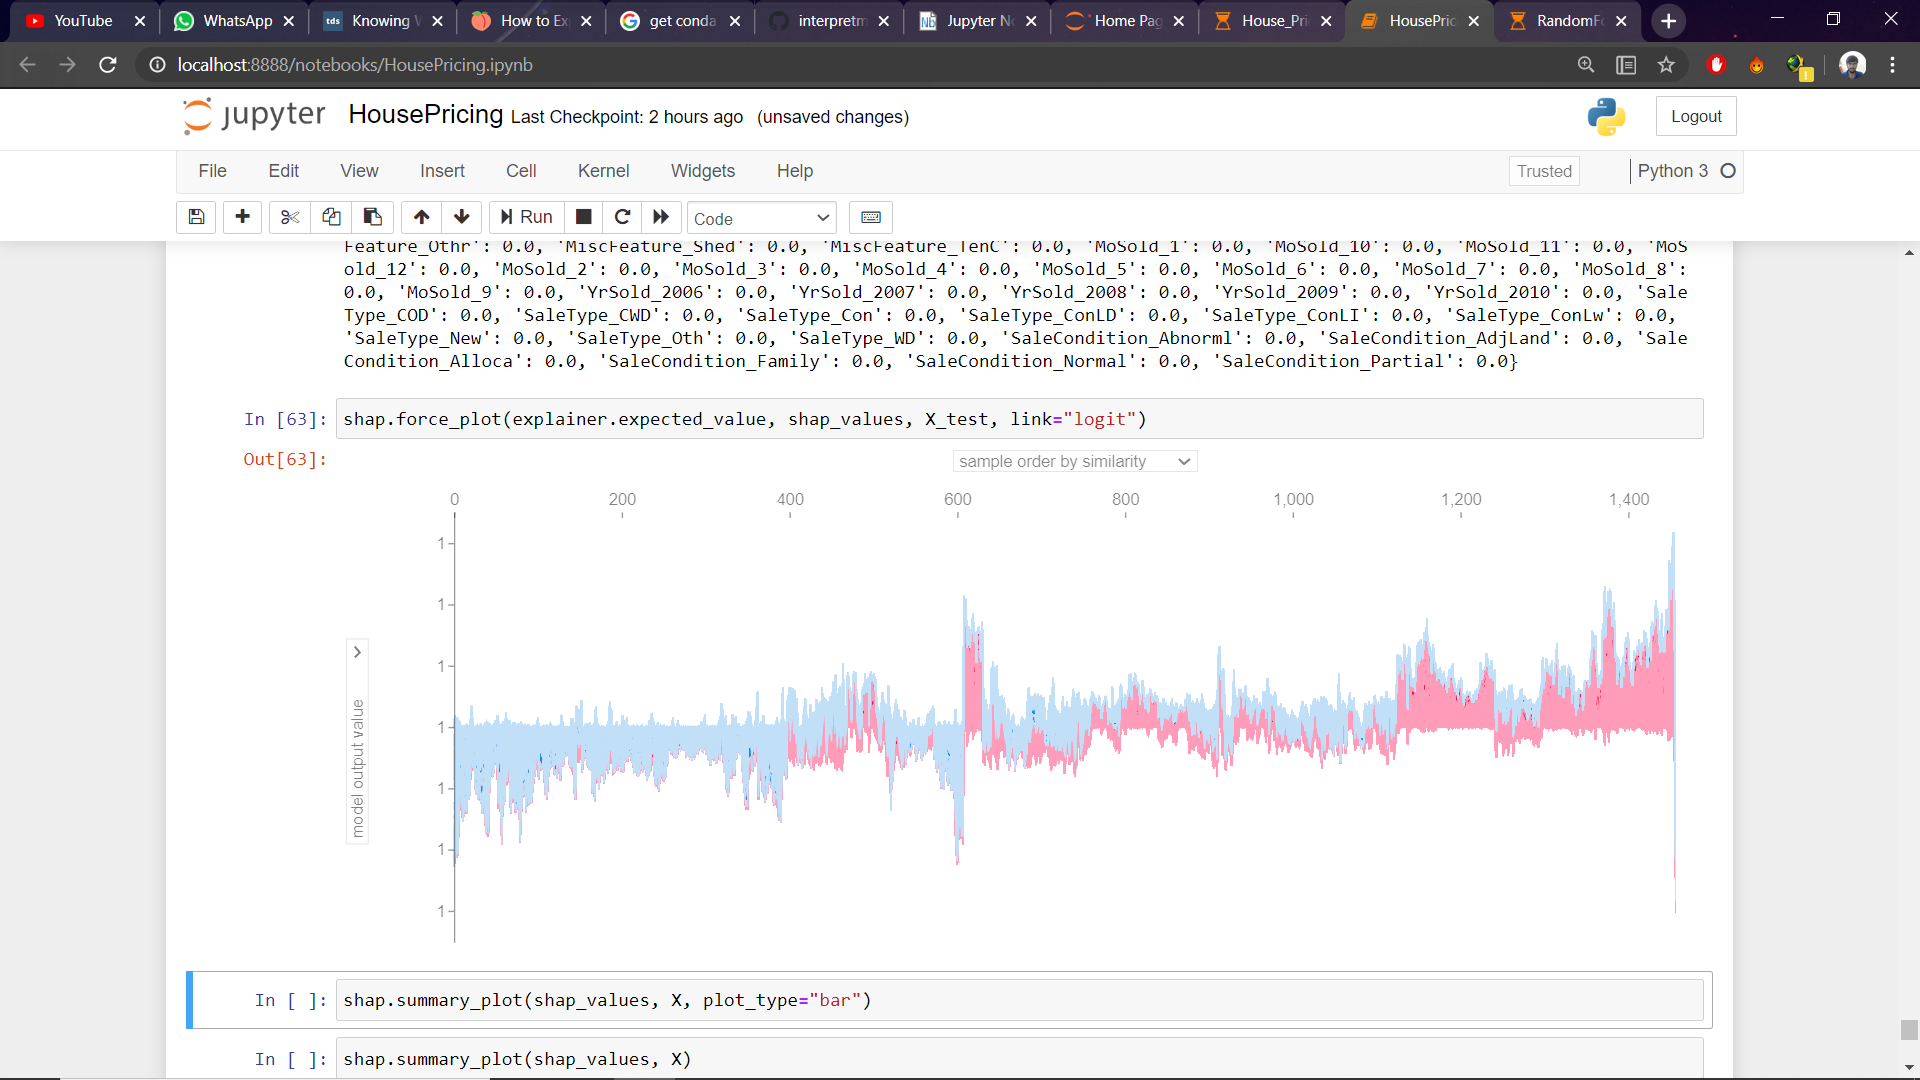 YouTube WhatsApp Knowing How to Ex get conda interpretm Jupyter No Home Pag House_Pri HousePric RandomFo
localhost:8888/notebooks/HousePricing.ipynb
jupyter HousePricing Last Checkpoint: 2 hours ago (unsaved changes) Logout
File Edit View Insert Cell Kernel Widgets Help Trusted Python 3
Run Code
Feature_Othr': 0.0, 'MiscFeature_Shed': 0.0, 'MiscFeature_TenC': 0.0, 'MoSold_1': 0.0, 'MoSold_10': 0.0, 'MoSold_11': 0.0, 'MoS
old_12': 0.0, 'MoSold_2': 0.0, 'MoSold_3': 0.0, 'MoSold_4': 0.0, 'MoSold_5': 0.0, 'MoSold_6': 0.0, 'MoSold_7': 0.0, 'MoSold_8':
0.0, 'MoSold_9': 0.0, 'YrSold_2006': 0.0, 'YrSold_2007': 0.0, 'YrSold_2008': 0.0, 'YrSold_2009': 0.0, 'YrSold_2010': 0.0, 'Sale
Type_COD': 0.0, 'SaleType_CWD': 0.0, 'SaleType_Con': 0.0, 'SaleType_ConLD': 0.0, 'SaleType_ConLI': 0.0, 'SaleType_ConLw': 0.0,
'SaleType_New': 0.0, 'SaleType_Oth': 0.0, 'SaleType_WD': 0.0, 'SaleCondition_Abnorml': 0.0, 'SaleCondition_AdjLand': 0.0, 'Sale
Condition_Alloca': 0.0, 'SaleCondition_Family': 0.0, 'SaleCondition_Normal': 0.0, 'SaleCondition_Partial': 0.0}
In [63]: shap.force_plot(explainer.expected_value, shap_values, X_test, link="logit")
Out[63]: sample order by similarity
0 200 400 600 800 1,000 1,200 1,400
1
1
1
1
1
1
1
model output value
In [ ]: shap.summary_plot(shap_values, X, plot_type="bar")
In [ ]: shap.summary_plot(shap_values, X)